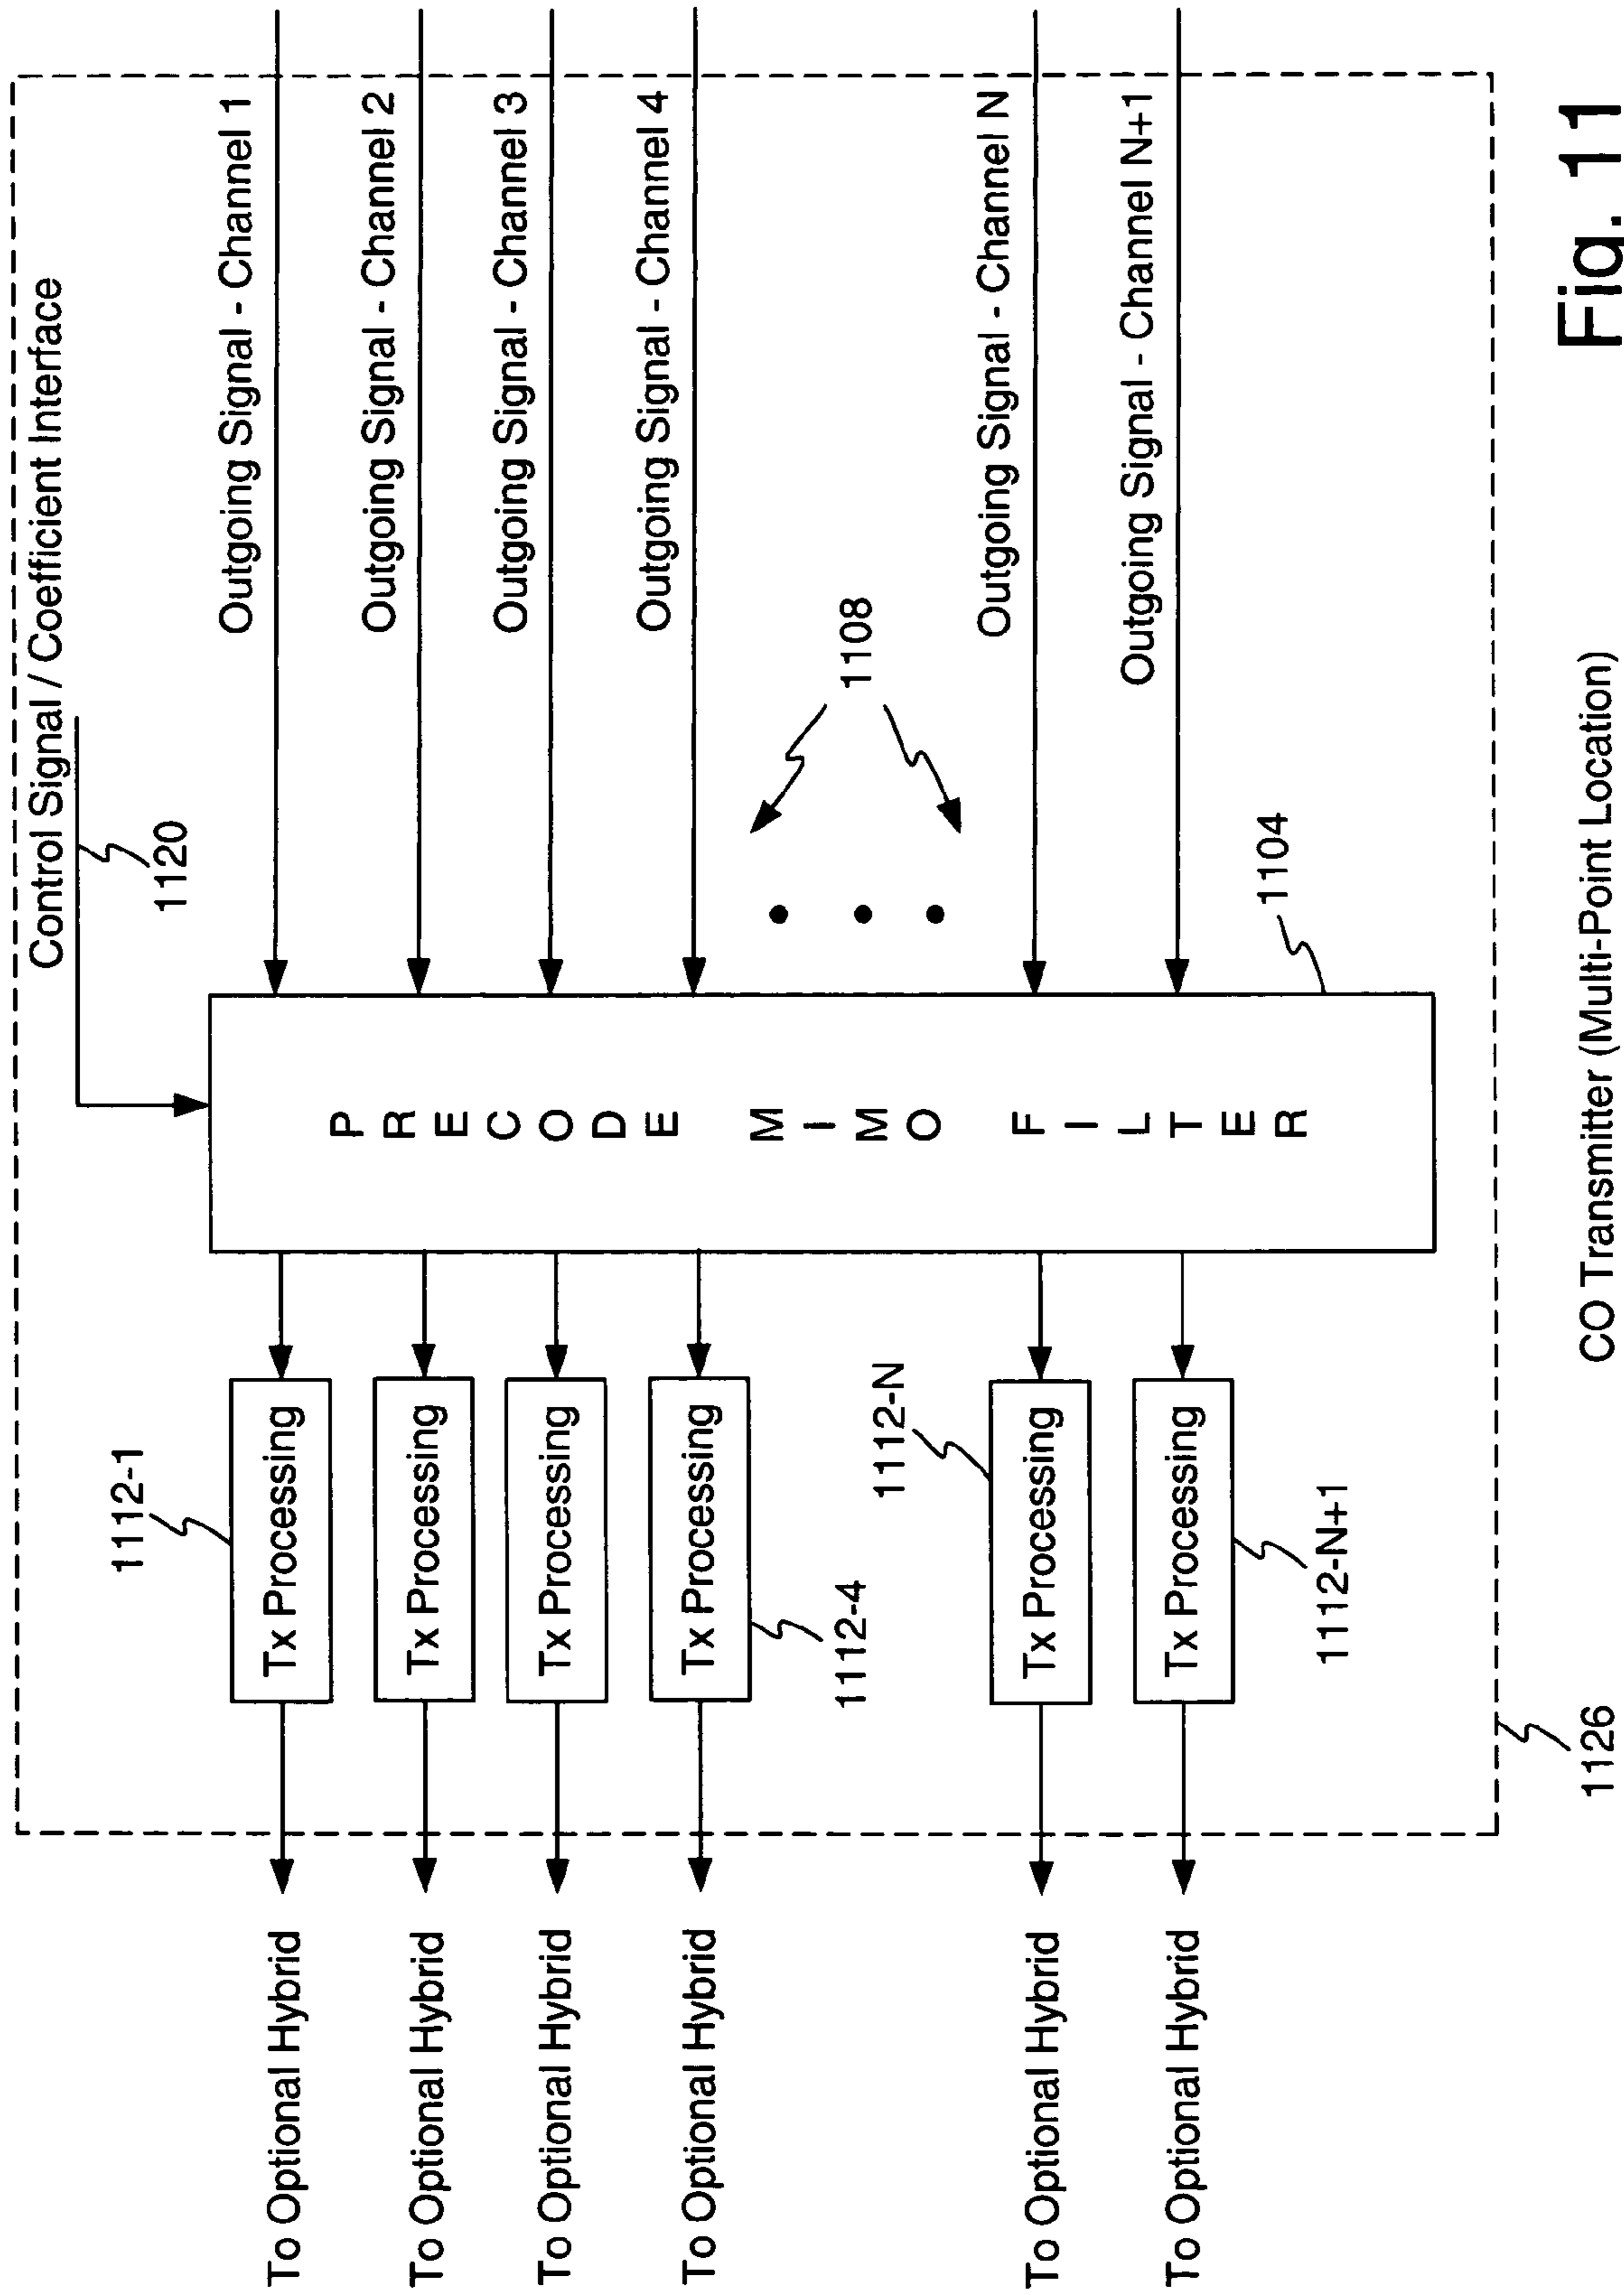 Control Signal / Coefficient Interface
1120
Outgoing Signal - Channel 1
Outgoing Signal - Channel 2
Outgoing Signal - Channel 3
Outgoing Signal - Channel 4
1108
Outgoing Signal - Channel N
Outgoing Signal - Channel N+1
1104
PRECODE MIMO FILTER
1112-1
Tx Processing
Tx Processing
Tx Processing
Tx Processing
1112-4
1112-N
Tx Processing
Tx Processing
1112-N+1
To Optional Hybrid
To Optional Hybrid
To Optional Hybrid
To Optional Hybrid
To Optional Hybrid
To Optional Hybrid
1126
CO Transmitter (Multi-Point Location)
Fig. 11